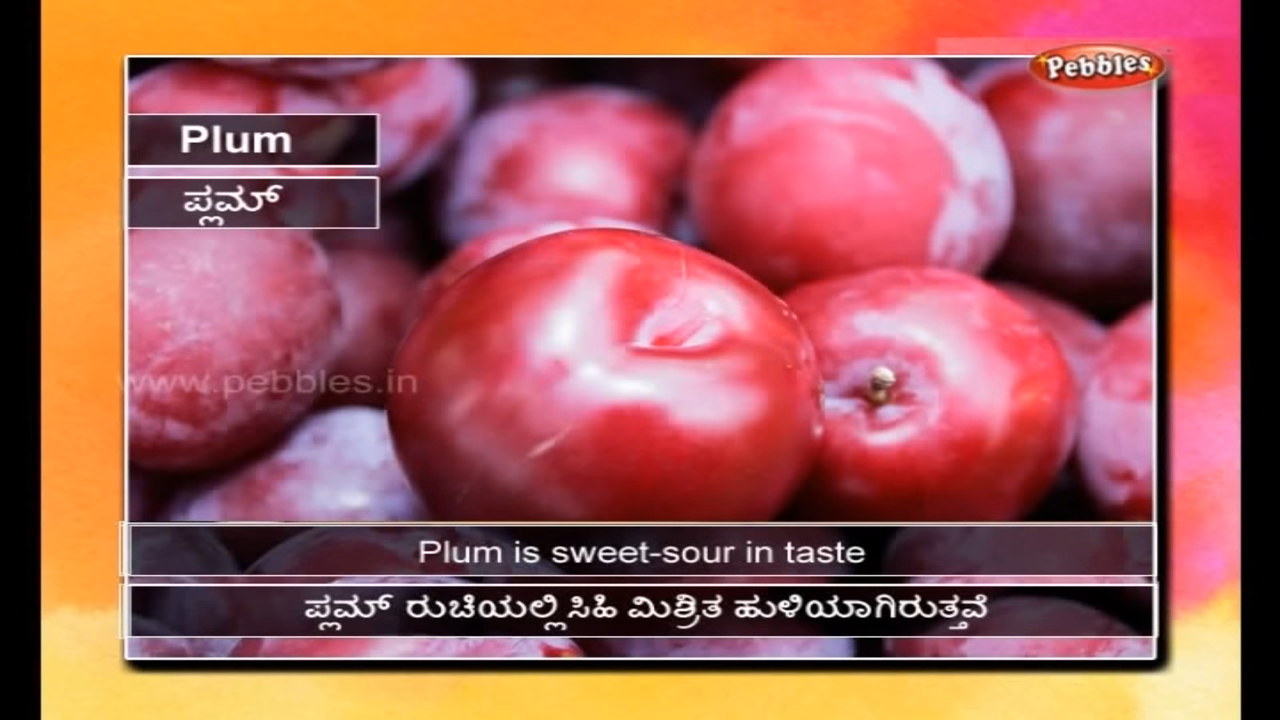 Pebbles
Plum
ಪ್ಲಮ್
www.pebbles.in
Plum is sweet-sour in taste
ಪ್ಲಮ್ ರುಚಿಯಲ್ಲಿ ಸಿಹಿ ಮಿಶ್ರಿತ ಹುಳಿಯಾಗಿರುತ್ತವೆ